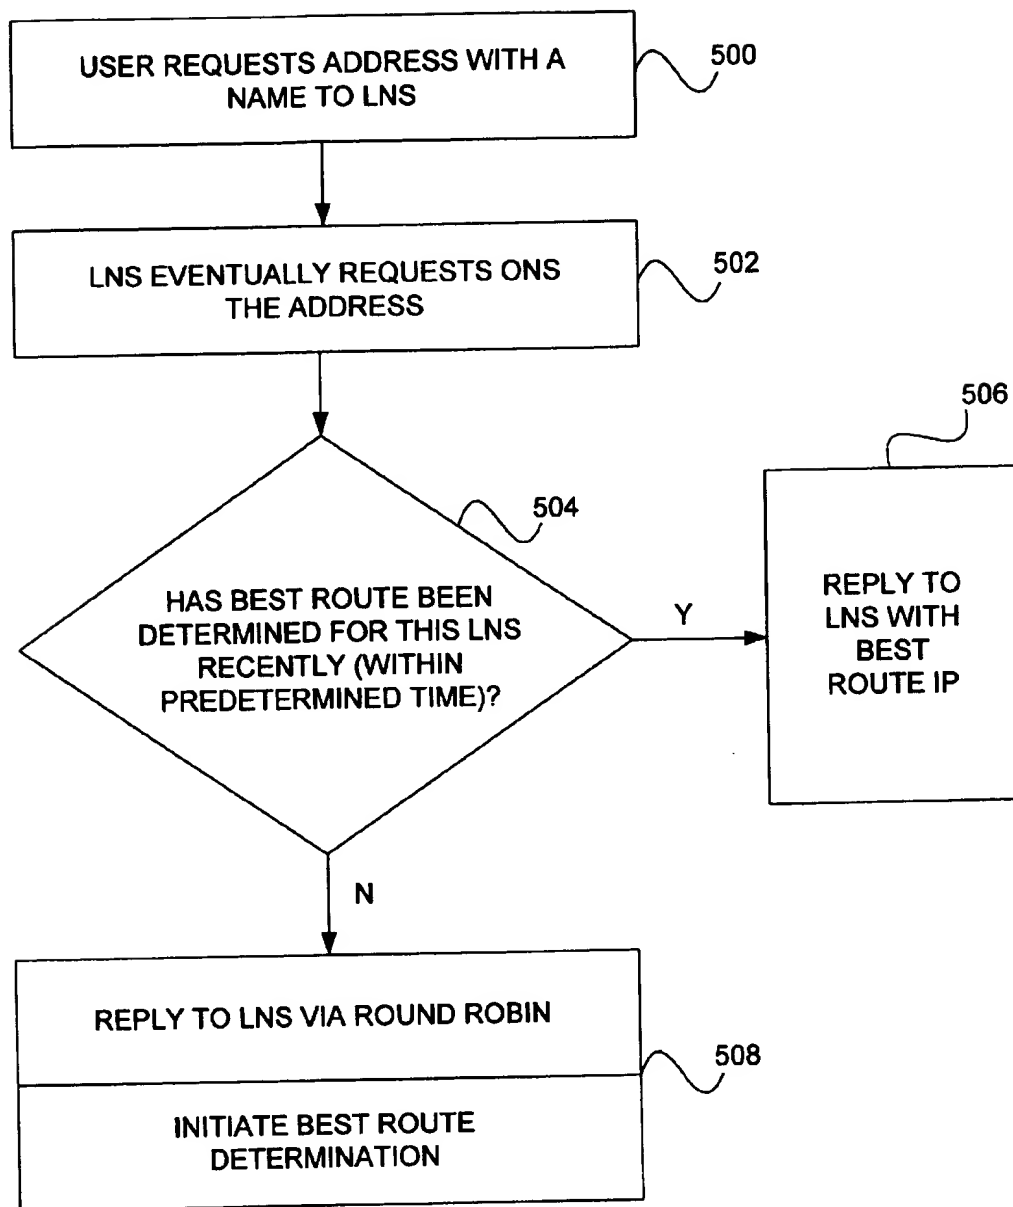 USER REQUESTS ADDRESS WITH A
NAME TO LNS
500
LNS EVENTUALLY REQUESTS ONS
THE ADDRESS
502
506
504
HAS BEST ROUTE BEEN
DETERMINED FOR THIS LNS
RECENTLY (WITHIN
PREDETERMINED TIME)?
Y
REPLY TO
LNS WITH
BEST
ROUTE IP
N
REPLY TO LNS VIA ROUND ROBIN
508
INITIATE BEST ROUTE
DETERMINATION